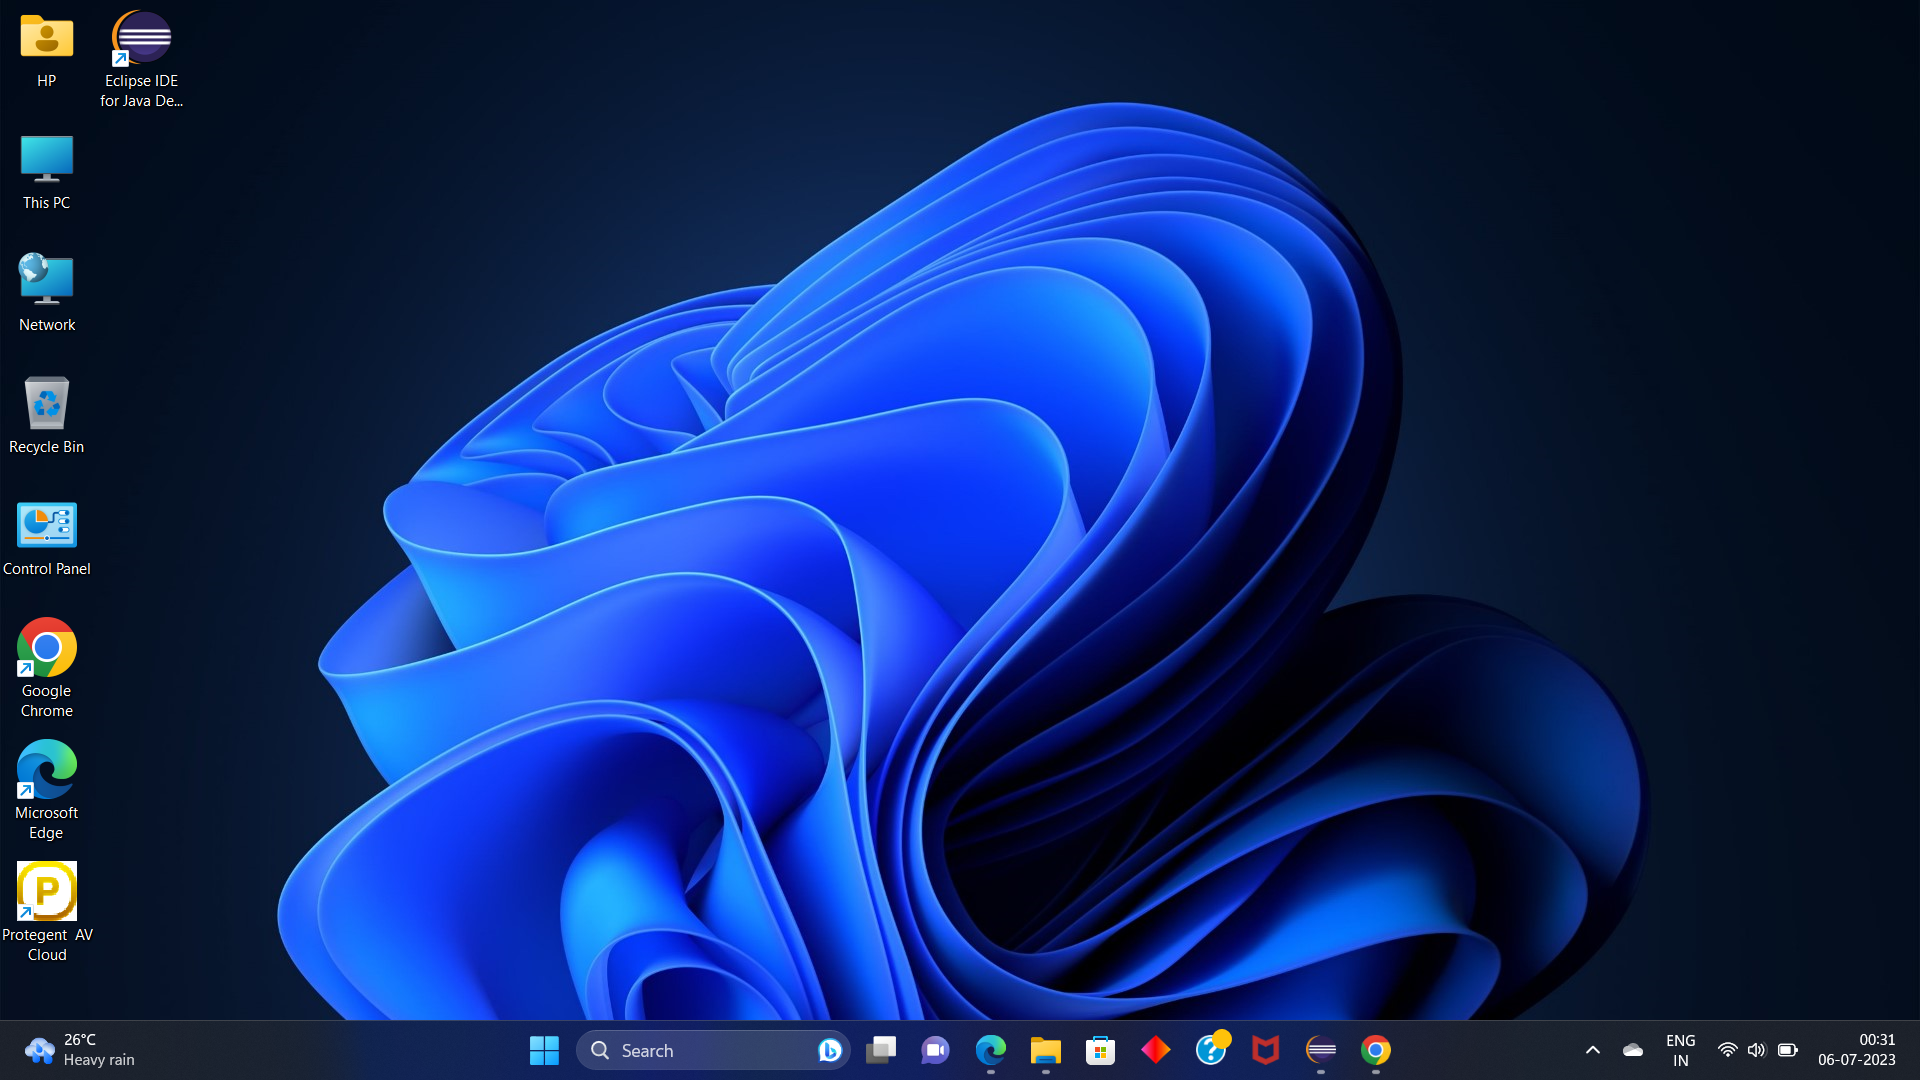 HP
Eclipse IDE
for Java De...
This PC
Network
Recycle Bin
Control Panel
Google
Chrome
Microsoft
Edge
P
Protegent AV
Cloud
26°C
Heavy rain
Search
ENG
IN
00:31
06-07-2023